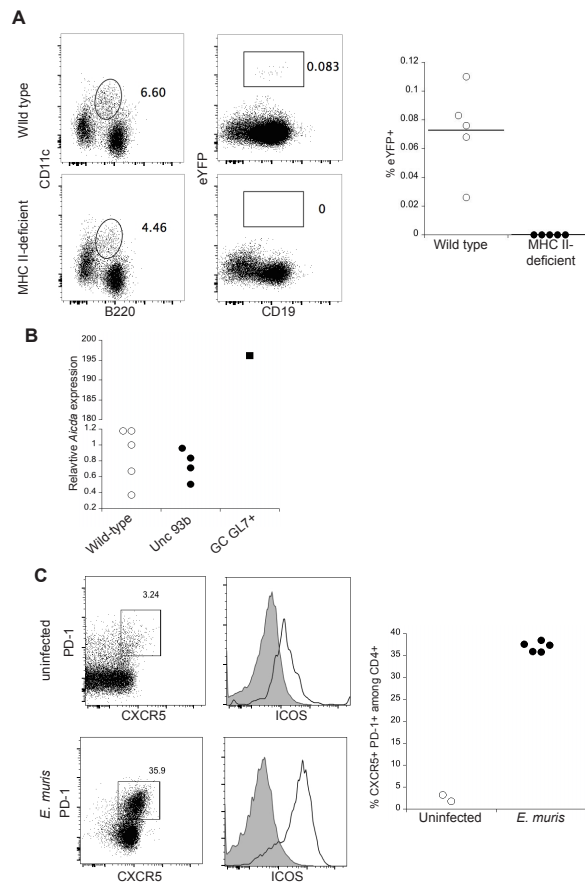 A
Wild type
MHC II-deficient
CD11c
6.60
4.46
B220
eYFP
0.083
0
CD19
% eYFP+
0.12
0.1
0.08
0.06
0.04
0.02
0
Wild type
MHC II-
deficient
B
Relavtive Aicda expression
200
195
190
185
180
1.2
1
0.8
0.6
0.4
0.2
Wild-type
Unc 93b
GC GL7+
C
uninfected
PD-1
3.24
CXCR5
ICOS
E. muris
PD-1
35.9
CXCR5
ICOS
% CXCR5+ PD-1+ among CD4+
40
35
30
25
20
15
10
5
0
Uninfected
E. muris